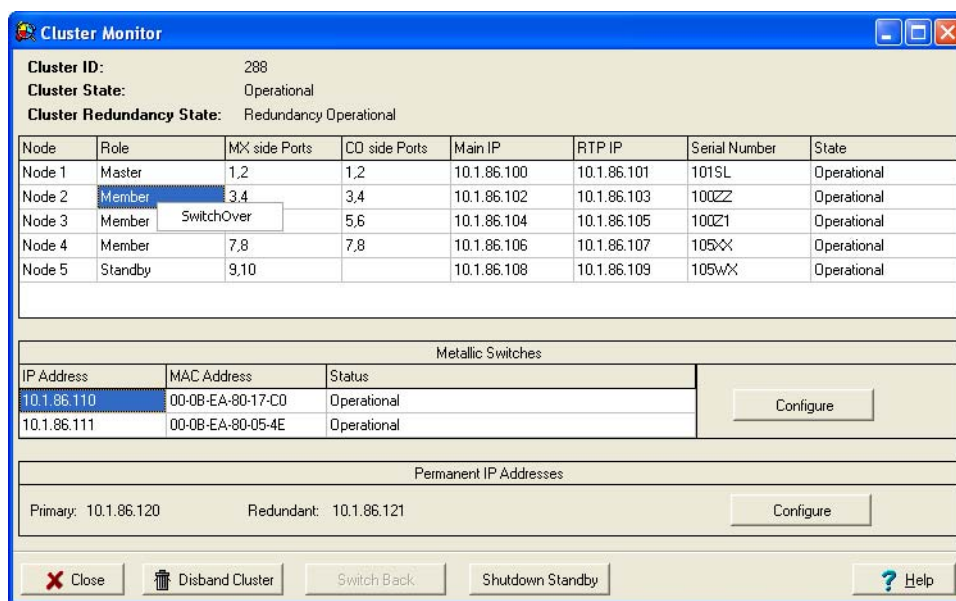 Cluster Monitor
Cluster ID: 288
Cluster State: Operational
Cluster Redundancy State: Redundancy Operational
Node Role MX side Ports CO side Ports Main IP RTP IP Serial Number State
Node 1 Master 1,2 1,2 10.1.86.100 10.1.86.101 101SL Operational
Node 2 Member 3,4 3,4 10.1.86.102 10.1.86.103 100ZZ Operational
SwitchOver
Node 3 Member 5,6 10.1.86.104 10.1.86.105 100Z1 Operational
Node 4 Member 7,8 7,8 10.1.86.106 10.1.86.107 105XX Operational
Node 5 Standby 9,10 10.1.86.108 10.1.86.109 105WX Operational
Metallic Switches
IP Address MAC Address Status
10.1.86.110 00-0B-EA-80-17-C0 Operational
Configure
10.1.86.111 00-0B-EA-80-05-4E Operational
Permanent IP Addresses
Primary: 10.1.86.120 Redundant: 10.1.86.121 Configure
Close Disband Cluster Switch Back Shutdown Standby Help